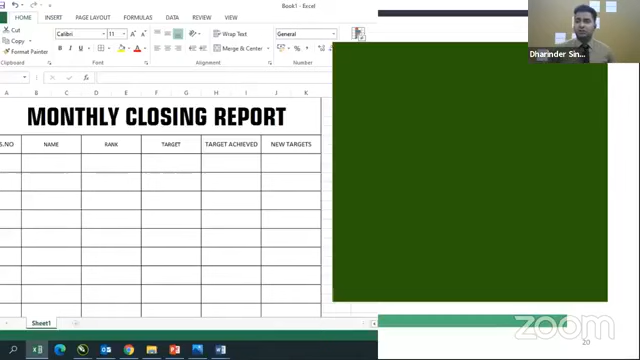 Book1 - Excel
HOME INSERT PAGE LAYOUT FORMULAS DATA REVIEW VIEW
Cut
Copy
Format Painter
Clipboard
Calibri 11
Font
Wrap Text
Merge & Center
Alignment
General
Number
Dharinder Sin...
A B C D E F G H I J K
MONTHLY CLOSING REPORT
S.NO NAME RANK TARGET TARGET ACHIEVED NEW TARGETS
Sheet1
zoom
20